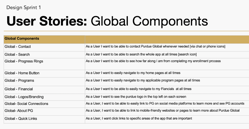 Design Sprint 1
User Stories: Global Components
Global Components
Global - Contact As a User I want to be able to contact Purdue Global whenever needed [via chat or phone icons]
Global - Search As a User I want to search the whole app at all times [search icon]
Global - Progress Rings As a User I want to be able to see how far along I am from completing my enrollment process
Global - Home Button As a User I want to easily navigate to my home pages at all times
Global - Programs As a User I want to easily navigate to my applicable program pages at all times
Global - Financial As a User I want to easily navigate to my Financials pages at all times
Global - Logos/Branding As a User I want to see the purdue logo in the top left on each screen
Global - Social Connections As a User I want to be able to easily link to PG on social media platforms to learn more and see PG accounts
Global - About PG As a User I want to be able to link to mobile-friendly websites or pages to learn more about Purdue Global
Global - Quick Links As a User I want quick links to specific areas of the app that are important